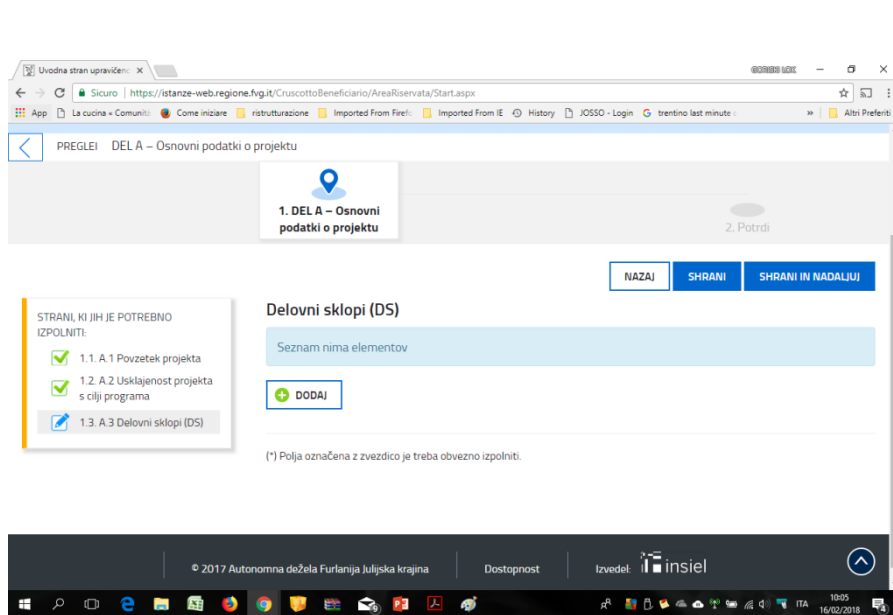 Uvodna stran upravičenc
Sicuro | https://istanze-web.regione.fvg.it/CruscottoBeneficiario/AreaRiservata/Start.aspx
App La cucina « Comunità Come iniziare ristrutturazione Imported From Firefo Imported From IE History JOSSO - Login trentino last minute » Altri Preferiti
PREGLEJ DEL A – Osnovni podatki o projektu
1. DEL A – Osnovni
podatki o projektu
2. Potrdi
NAZAJ SHRANI SHRANI IN NADALJUJ
STRANI, KI JIH JE POTREBNO
IZPOLNITI:
1.1. A.1 Povzetek projekta
1.2. A.2 Usklajenost projekta
s cilji programa
1.3. A.3 Delovni sklopi (DS)
Delovni sklopi (DS)
Seznam nima elementov
DODAJ
(*) Polja označena z zvezdico je treba obvezno izpolniti.
© 2017 Avtonomna dežela Furlanija Julijska krajina Dostopnost Izvedel: insiel
ITA 10:05
16/02/2018